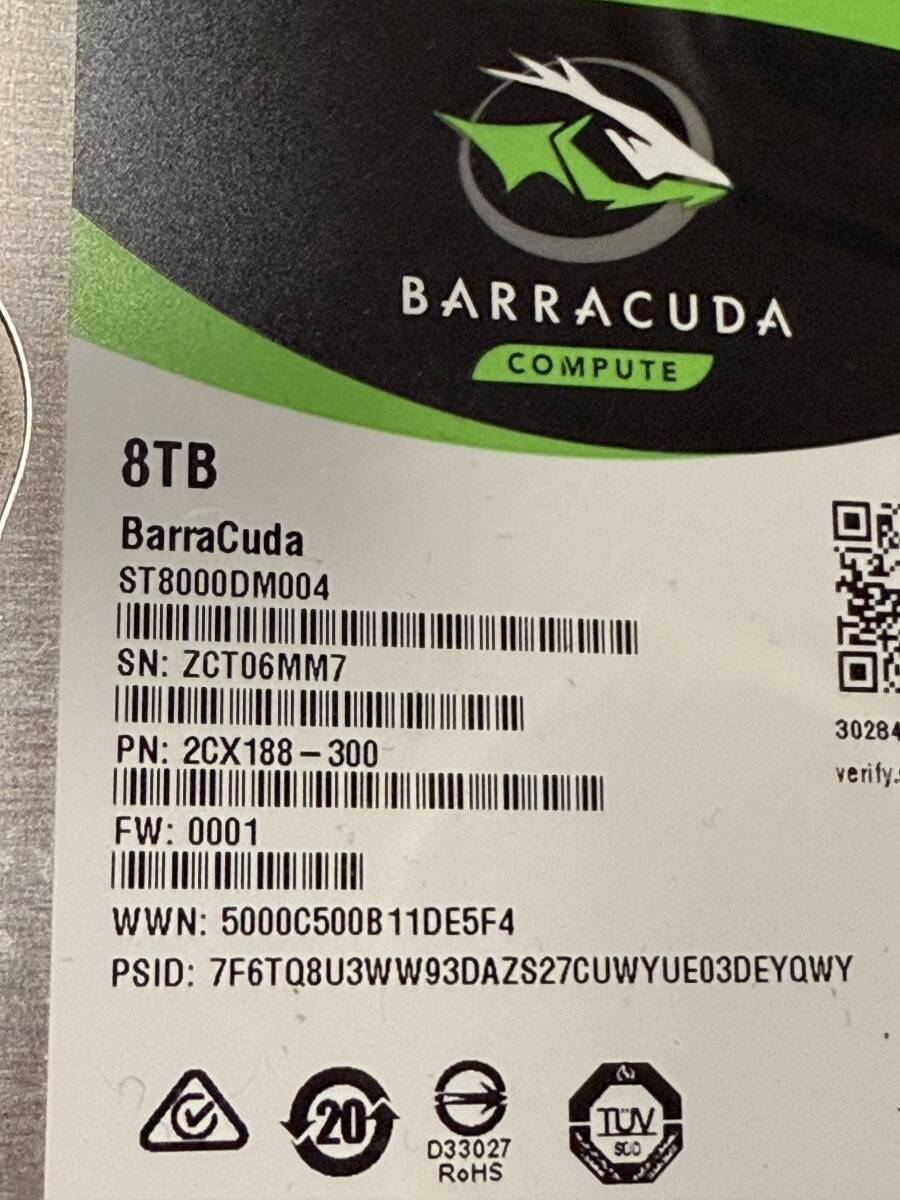 BARRACUDA
COMPUTE
8TB
BarraCuda
ST8000DM004
SN: ZCT06MM7
PN: 2CX188-300
30284
FW: 0001
verify.s
WWN: 5000C500B11DE5F4
PSID: 7F6TQ8U3WW93DAZS27CUWYUE03DEYQWY
20
D33027
RoHS
TÜV
SÜD